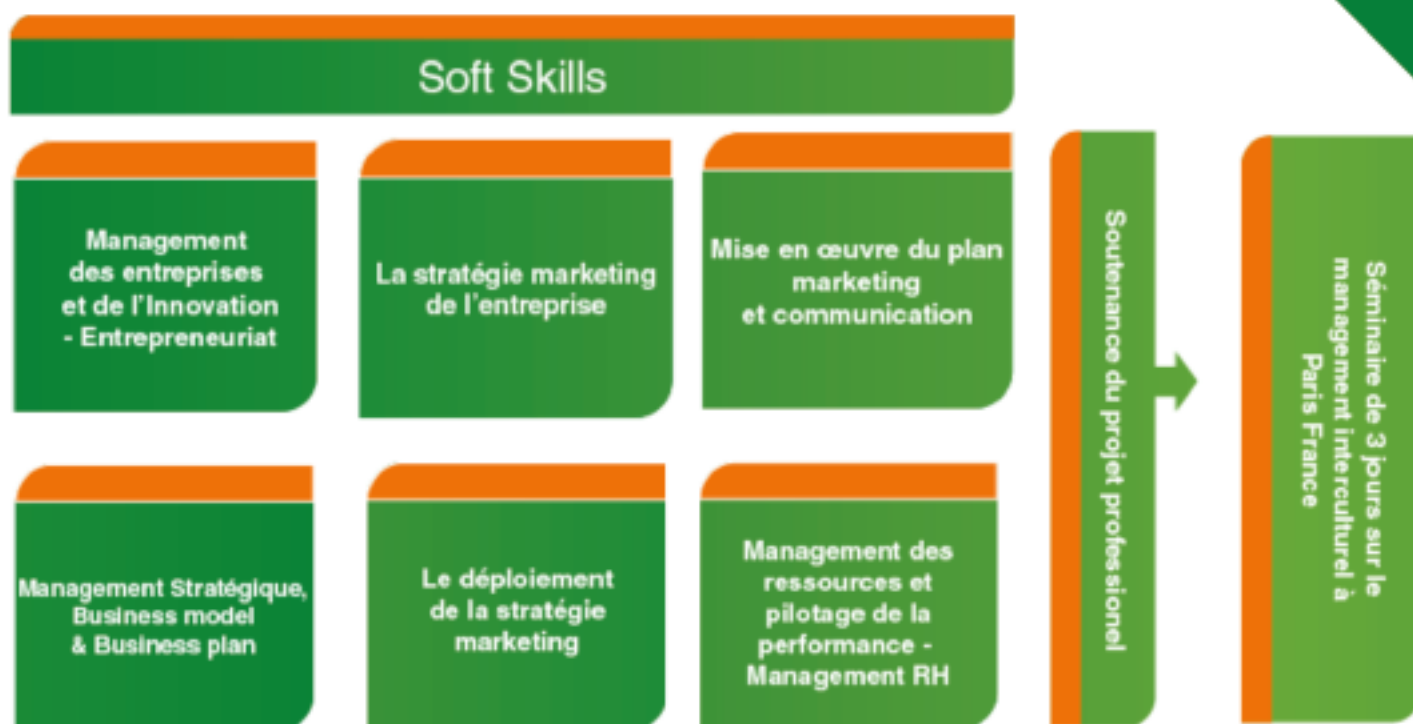 Soft Skills
Management
des entreprises
et de l'Innovation
- Entrepreneuriat
La stratégie marketing
de l'entreprise
Mise en œuvre du plan
marketing
et communication
Management Stratégique,
Business model
& Business plan
Le déploiement
de la stratégie
marketing
Management des
ressources et
pilotage de la
performance -
Management RH
Soutenance du projet professionel
Séminaire de 3 jours sur le
management interculturel à
Paris France